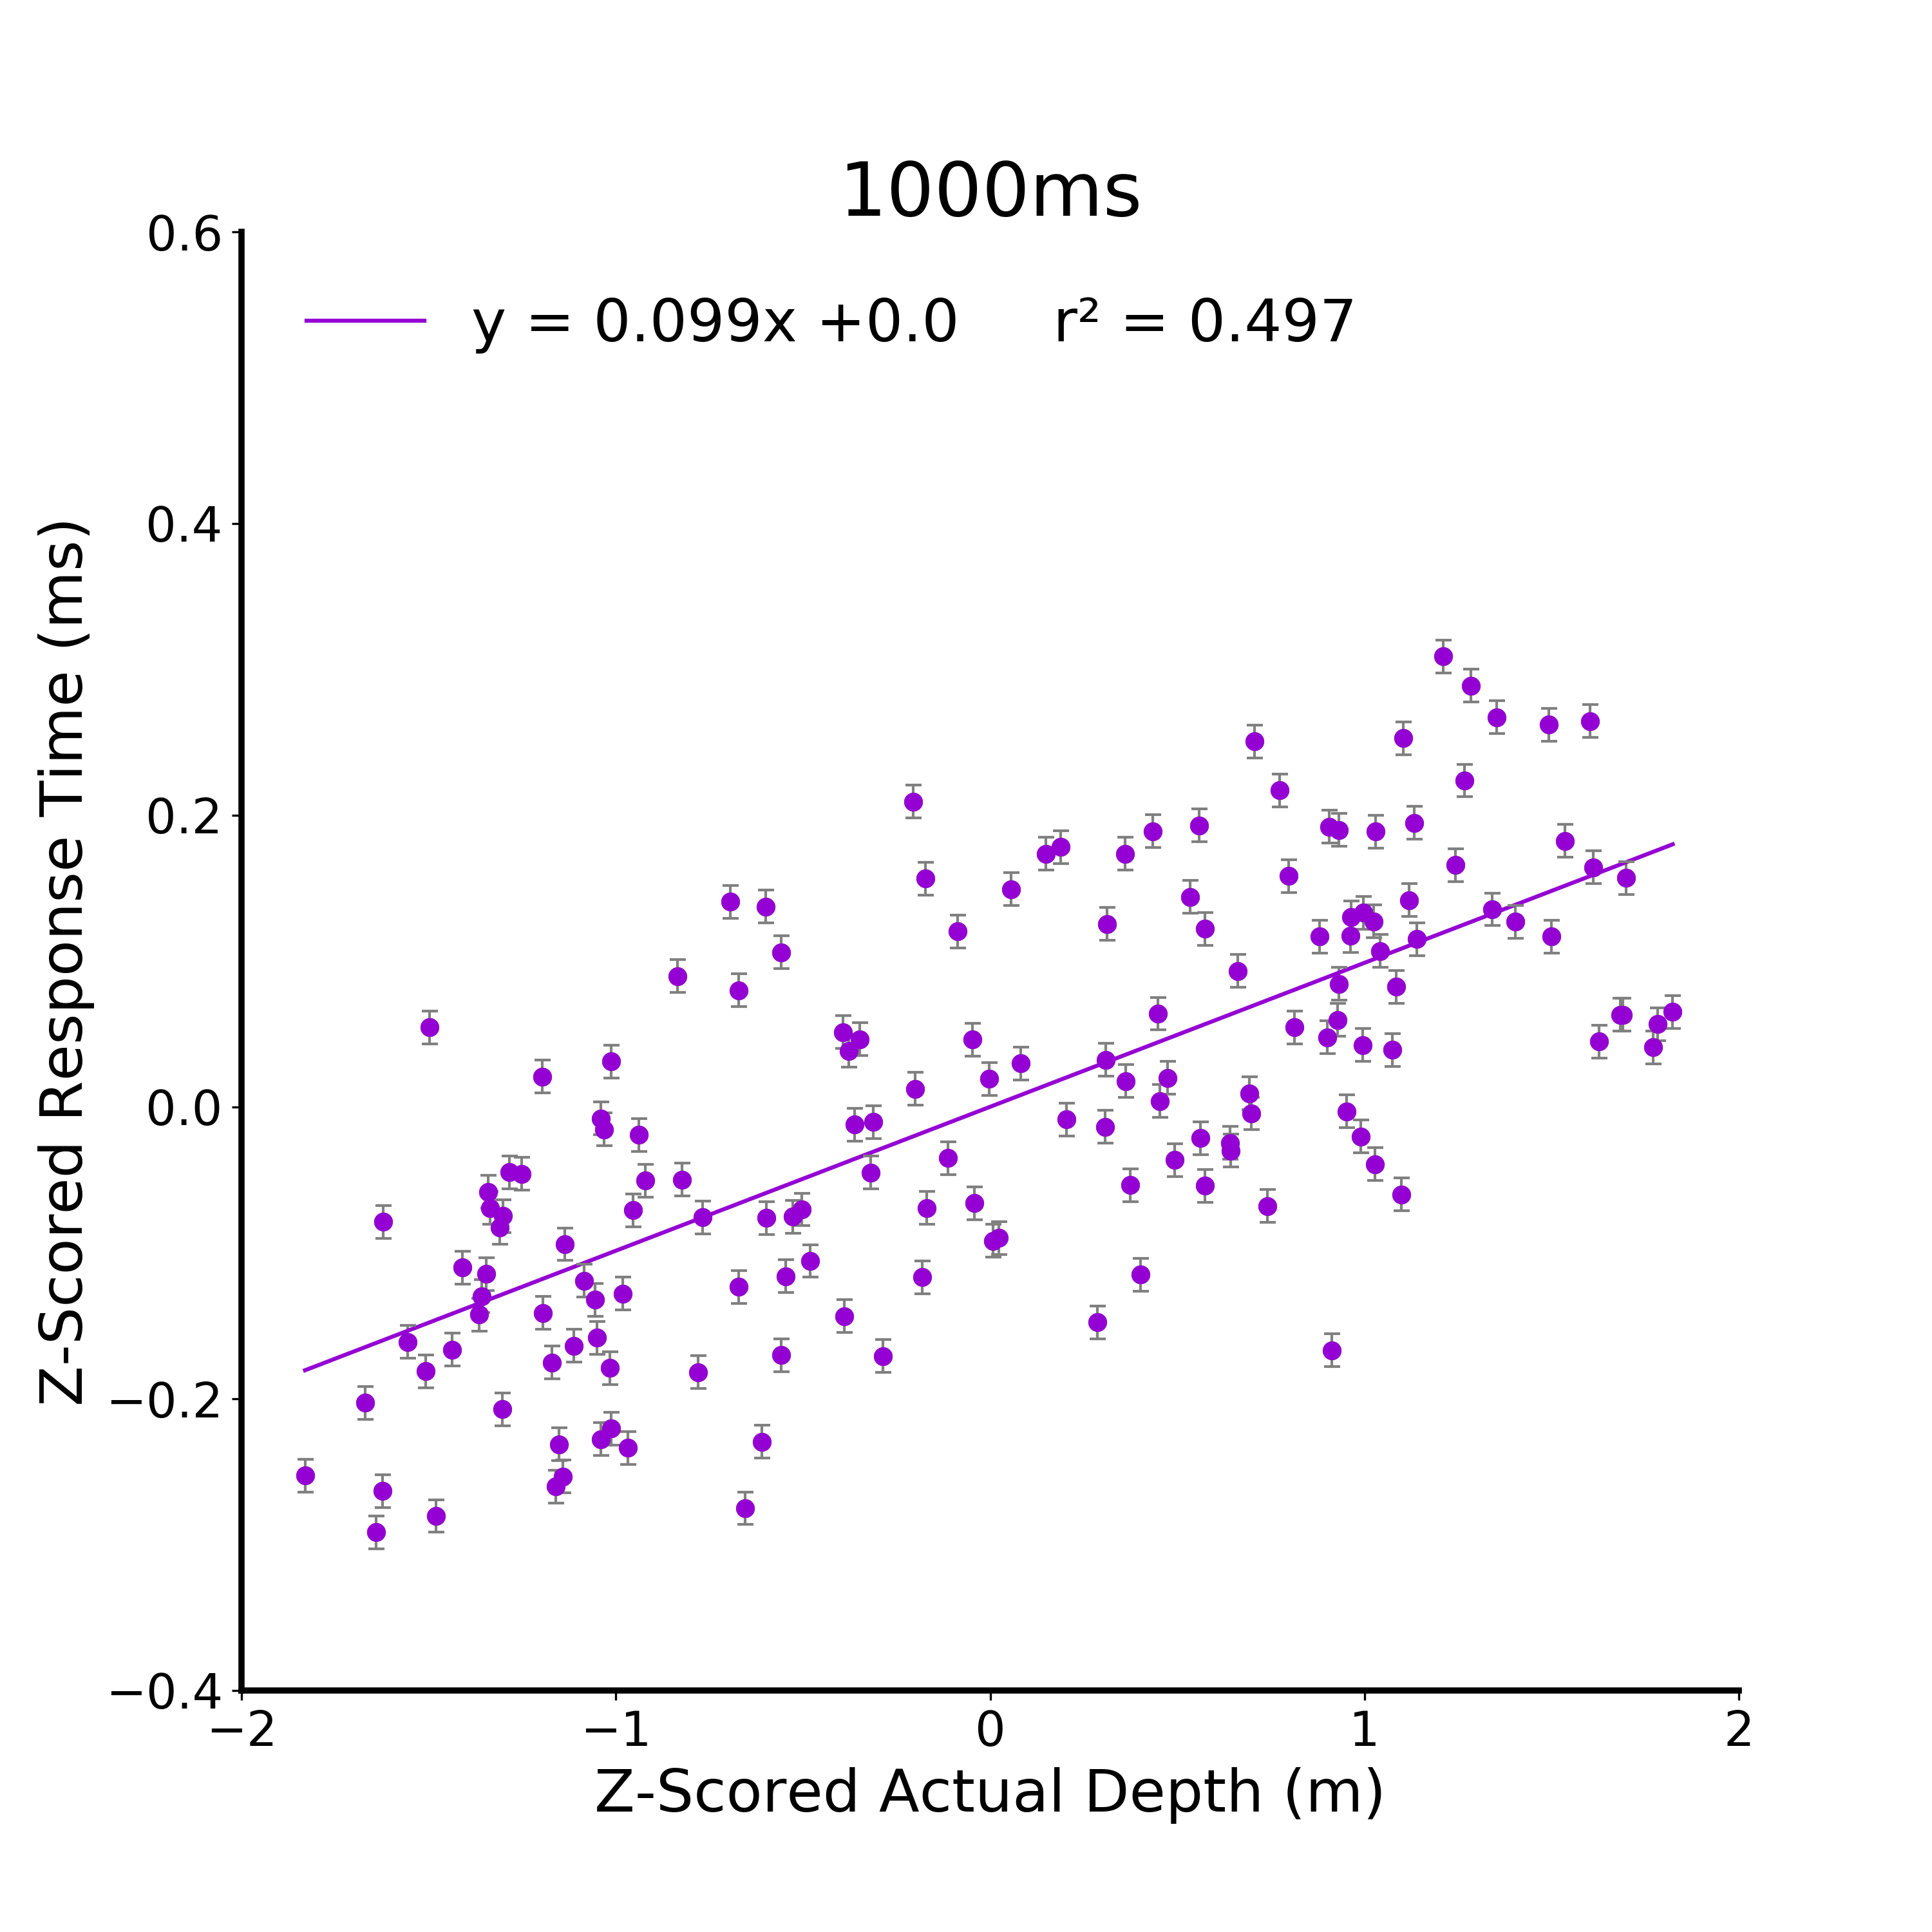 1000ms
y = 0.099x +0.0 r² = 0.497
Z-Scored Response Time (ms)
0.6
0.4
0.2
0.0
−0.2
−0.4
−2 −1 0 1 2
Z-Scored Actual Depth (m)